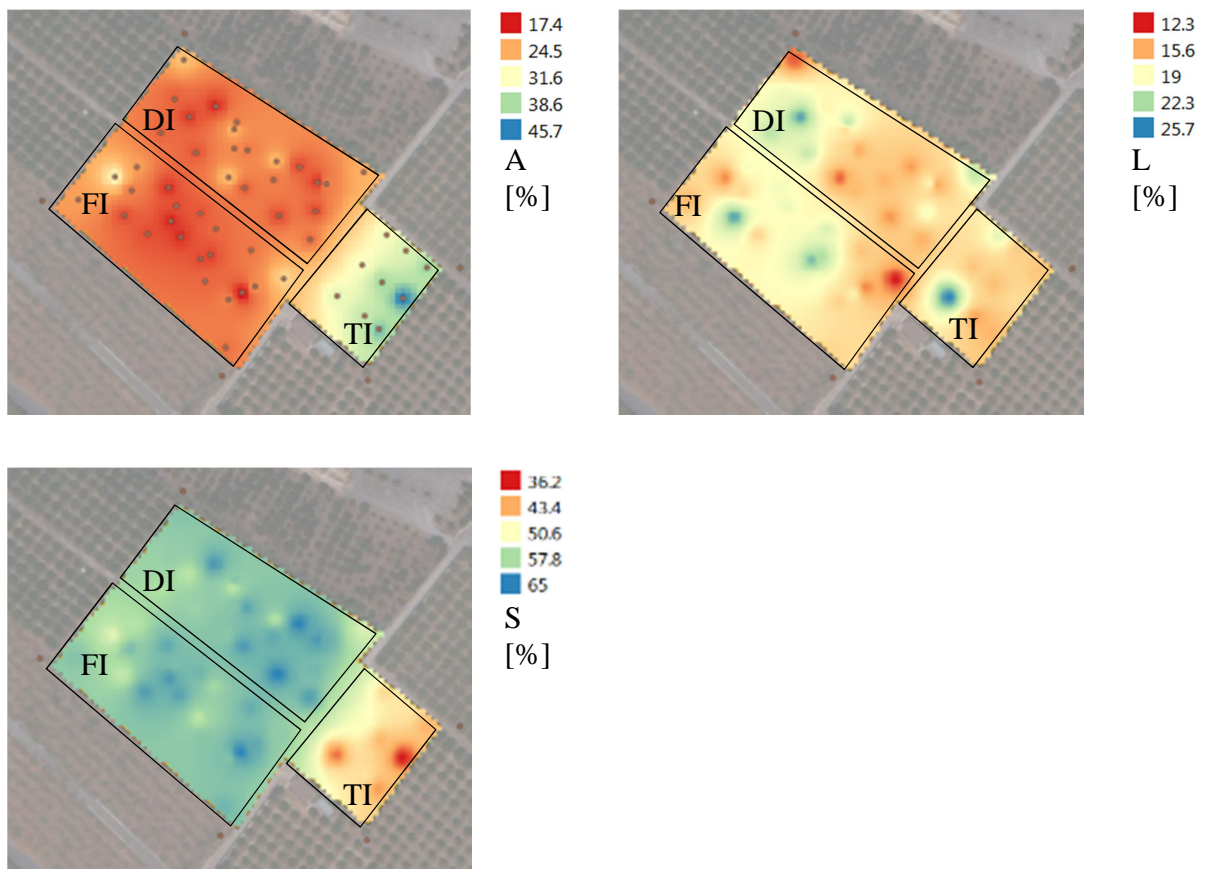 17.4
24.5
31.6
38.6
45.7
A
[%]
DI
FI
TI
12.3
15.6
19
22.3
25.7
L
[%]
DI
FI
TI
36.2
43.4
50.6
57.8
65
S
[%]
DI
FI
TI